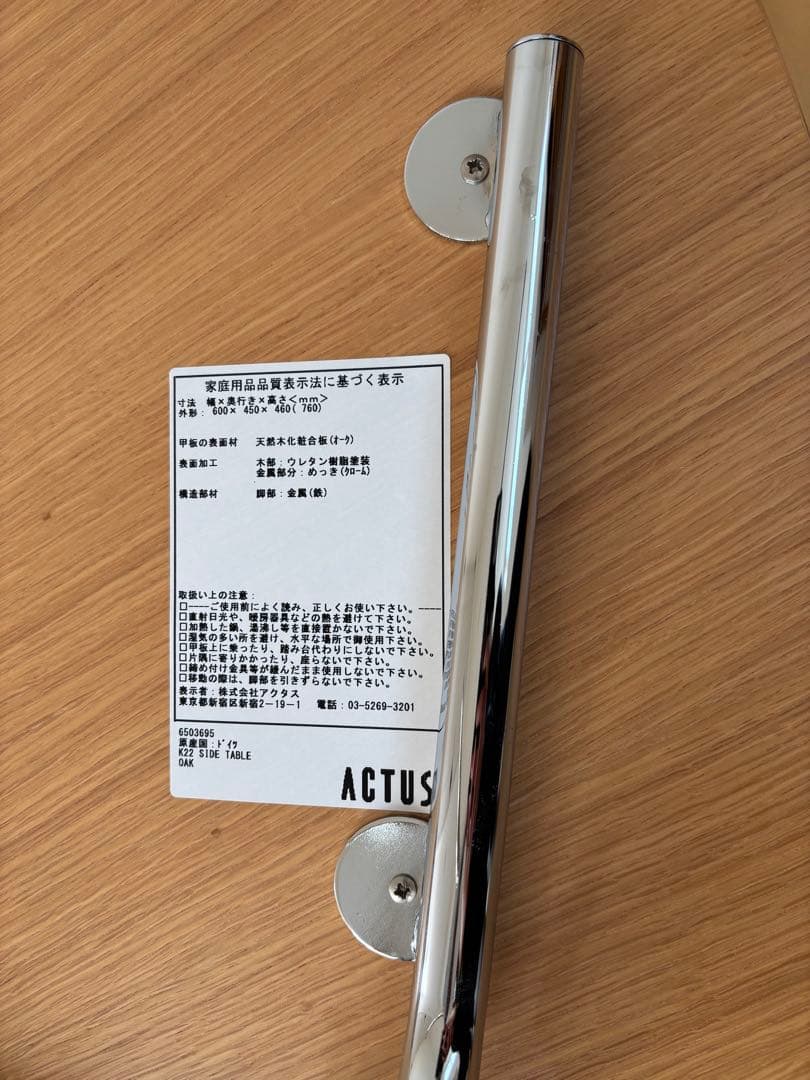 家庭用品品質表示法に基づく表示
寸法 幅×奥行き×高さ<mm>
外形: 600× 450× 460( 760)
甲板の表面材 天然木化粧合板(ｵｰｸ)
表面加工 木部:ウレタン樹脂塗装
金属部分:めっき(ｸﾛｰﾑ)
構造部材 脚部:金属(鉄)
取扱い上の注意:
□----ご使用前によく読み、正しくお使い下さい。----
□直射日光や、暖房器具などの熱を避けて下さい。
□加熱した鍋、湯沸し等を直接置かないで下さい。
□湿気の多い所を避け、水平な場所で御使用下さい。
□甲板上に乗ったり、踏み台代わりにしないで下さい。
□片隅に寄りかかったり、座らないで下さい。
□締め付け金具等が緩んだまま使用しないで下さい。
□移動の際は、脚部を引きずらないで下さい。
表示者:株式会社アクタス
東京都新宿区新宿2-19-1 電話:03-5269-3201
6503695
原産国:ﾄﾞｲﾂ
K22 SIDE TABLE
OAK
ACTUS